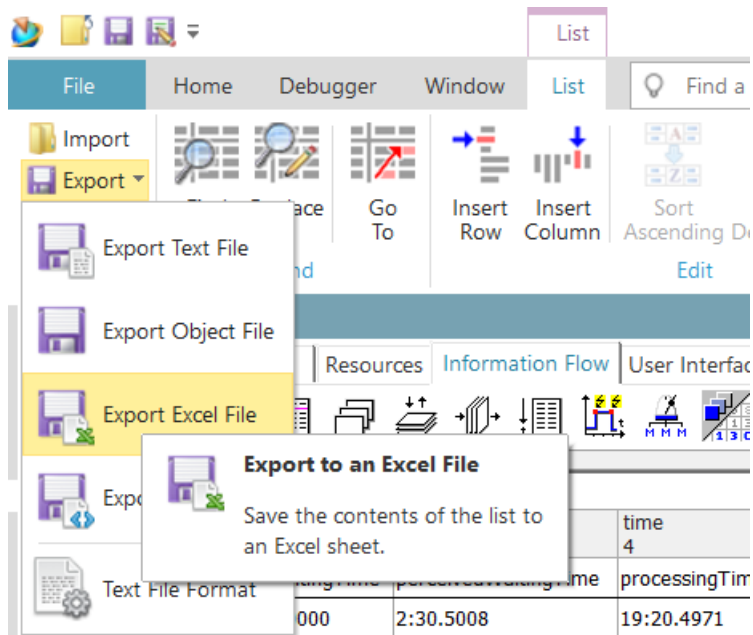 List
File
Home
Debugger
Window
List
Find a
Import
Export
Go
To
Insert
Row
Insert
Column
Sort
Ascending
Edit
Export Text File
Export Object File
Export Excel File
Text File Format
Resources
Information Flow
User Interfac
Export to an Excel File
Save the contents of the list to
an Excel sheet.
time
4
processingTim
000
2:30.5008
19:20.4971